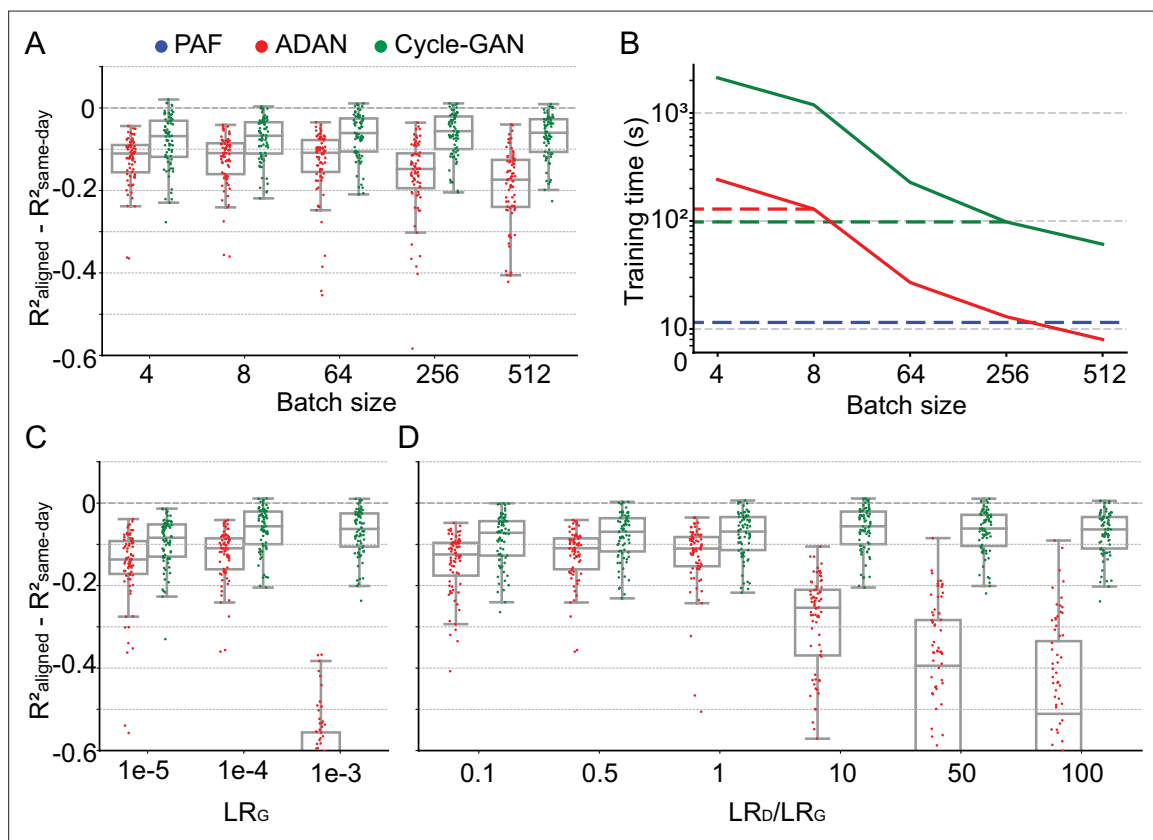 A
PAF ADAN Cycle-GAN
0
-0.2
-0.4
-0.6
4 8 64 256 512
Batch size
R²aligned - R²same-day
B
10³
10²
10
0
4 8 64 256 512
Batch size
Training time (s)
C
0
-0.2
-0.4
-0.6
1e-5 1e-4 1e-3
LRG
R²aligned - R²same-day
D
0.1 0.5 1 10 50 100
LRD/LRG